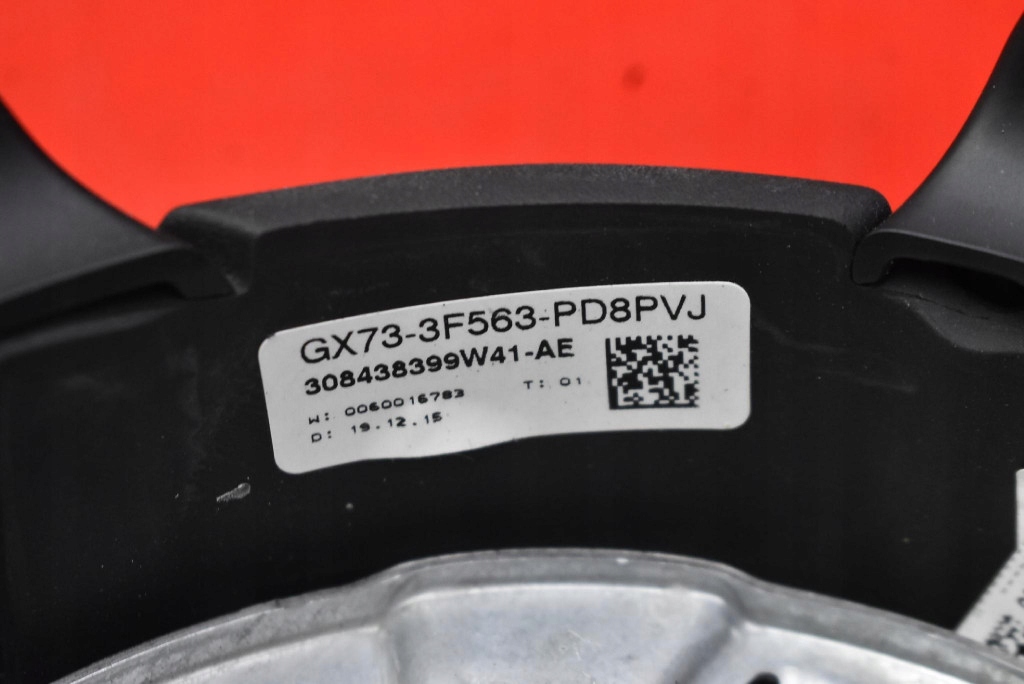 GX73-3F563-PD8PVJ
308438399W41-AE
W: 0060016783 T: 01
D: 19.12.15